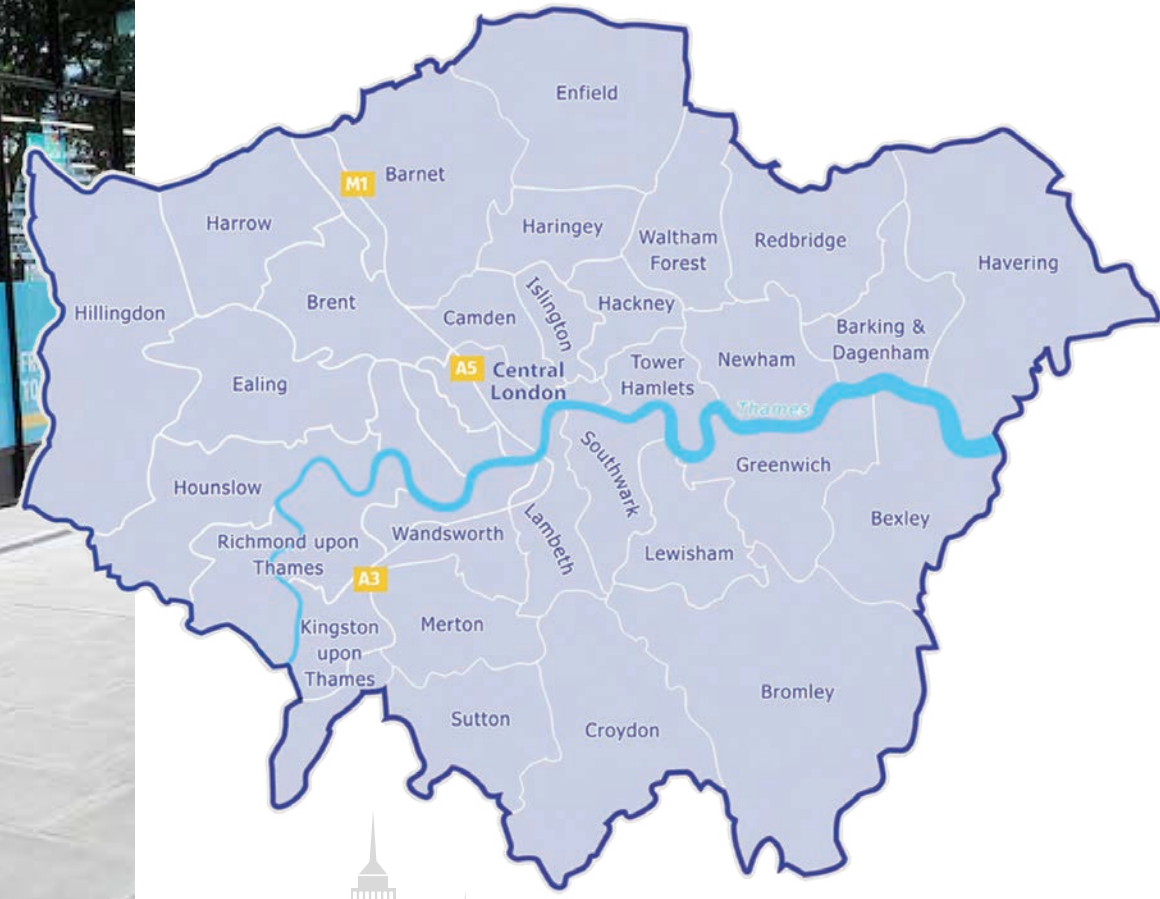 Enfield
M1
Barnet
Harrow
Haringey
Waltham
Forest
Redbridge
Havering
Hillingdon
Brent
Camden
Islington
Hackney
Barking &
Dagenham
Ealing
A5
Central
London
Tower
Hamlets
Newham
Thames
Hounslow
Southwark
Greenwich
Bexley
Richmond upon
Thames
Wandsworth
Lambeth
Lewisham
A3
Kingston
upon
Thames
Merton
Sutton
Croydon
Bromley